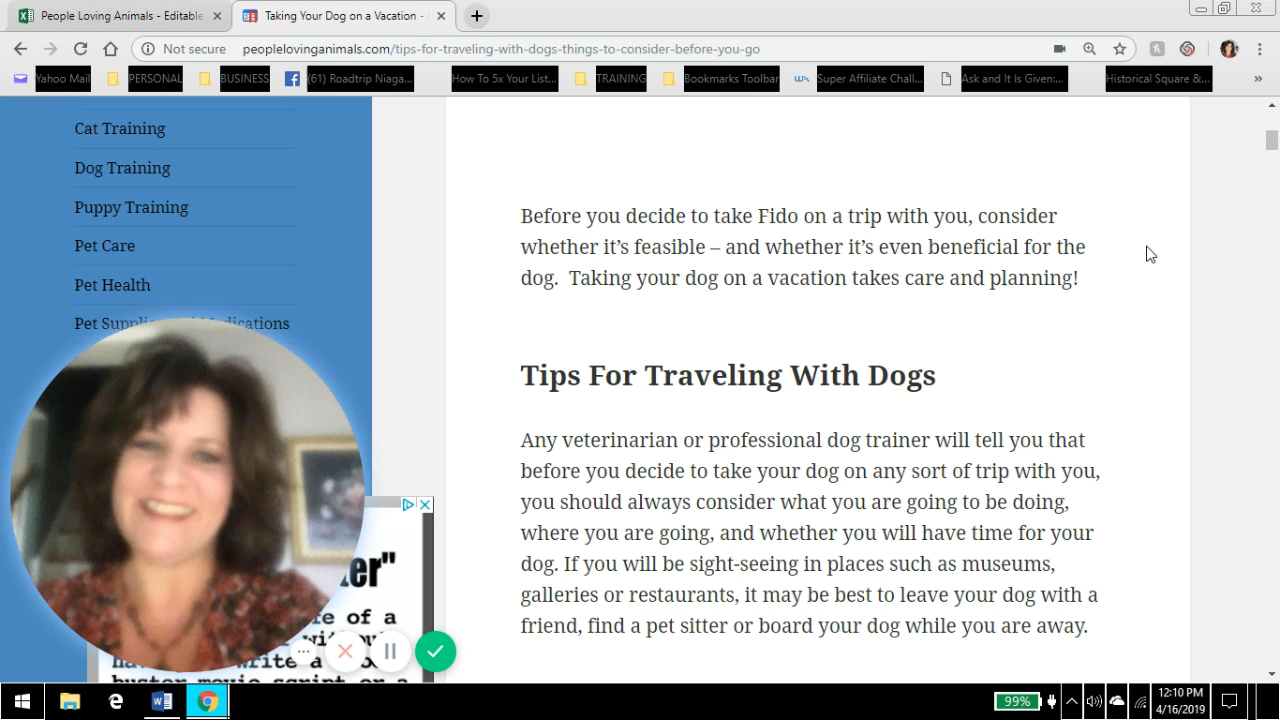 People Loving Animals - Editable
Taking Your Dog on a Vacation -
Not secure
peoplelovinganimals.com/tips-for-traveling-with-dogs-things-to-consider-before-you-go
Yahoo Mail
PERSONAL
BUSINESS
(61) Roadtrip Niaga...
How To 5x Your List...
TRAINING
Bookmarks Toolbar
Super Affiliate Chall...
Ask and It Is Given:...
Historical Square &...
»
Cat Training
Dog Training
Puppy Training
Pet Care
Pet Health
Before you decide to take Fido on a trip with you, consider
whether it’s feasible – and whether it’s even beneficial for the
dog.  Taking your dog on a vacation takes care and planning!
Tips For Traveling With Dogs
Any veterinarian or professional dog trainer will tell you that
before you decide to take your dog on any sort of trip with you,
you should always consider what you are going to be doing,
where you are going, and whether you will have time for your
dog. If you will be sight-seeing in places such as museums,
galleries or restaurants, it may be best to leave your dog with a
friend, find a pet sitter or board your dog while you are away.
Pet
of a
write a
buster movie script or a
99%
12:10 PM
4/16/2019